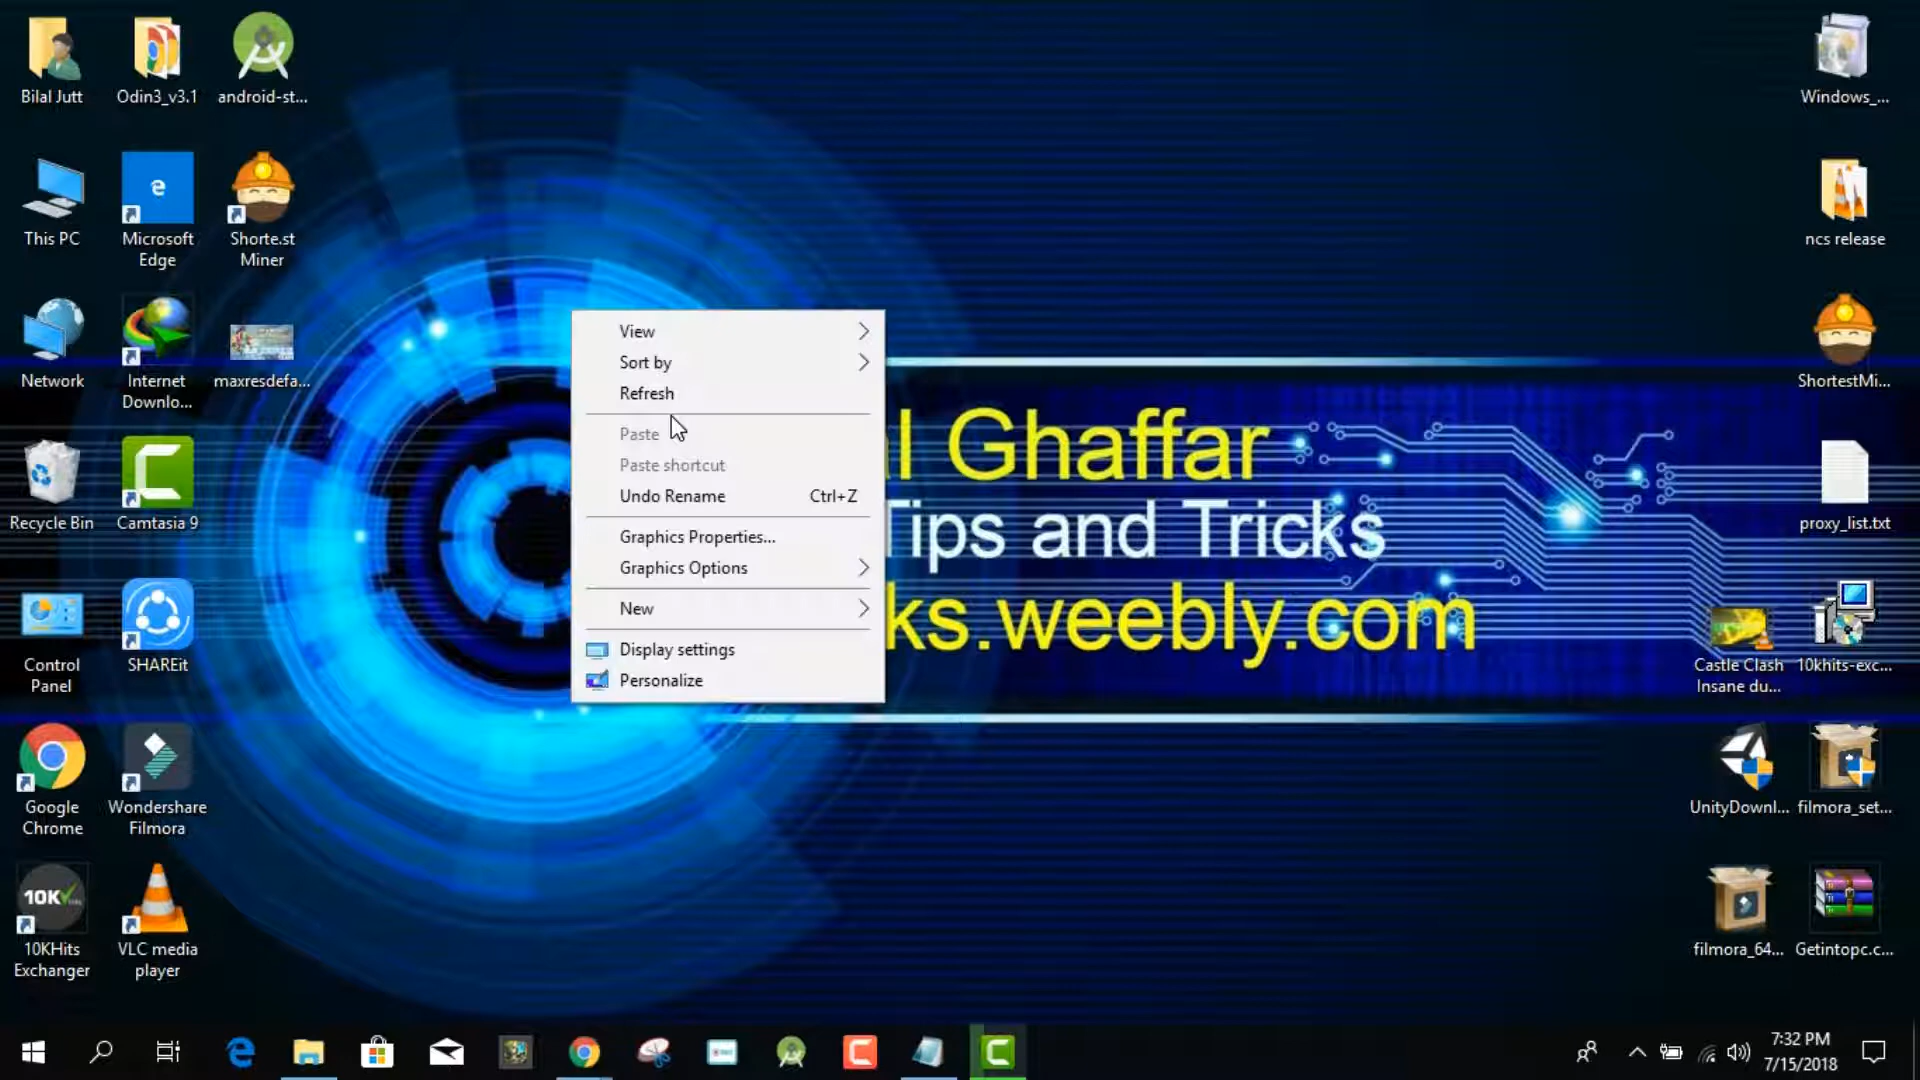 Bilal Jutt
Odin3_v3.1
android-st...
Windows_...
This PC
Microsoft
Edge
Shorte.st
Miner
ncs release
Network
Internet
Downlo...
maxresdefa...
ShortestMi...
Recycle Bin
Camtasia 9
proxy_list.txt
Control
Panel
SHAREit
Castle Clash
Insane du...
10khits-exc...
Google
Chrome
Wondershare
Filmora
UnityDownl...
filmora_set...
10K
10KHits
Exchanger
VLC media
player
filmora_64...
Getintopc.c...
View
Sort by
Refresh
Paste
Paste shortcut
Undo Rename Ctrl+Z
Graphics Properties...
Graphics Options
New
Display settings
Personalize
al Ghaffar
Tips and Tricks
ks.weebly.com
7:32 PM
7/15/2018